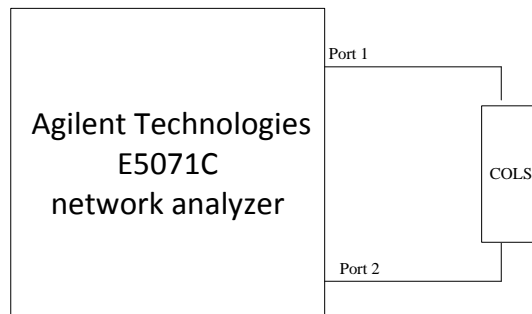 Port 1
Agilent Technologies
E5071C
network analyzer
COLS
Port 2